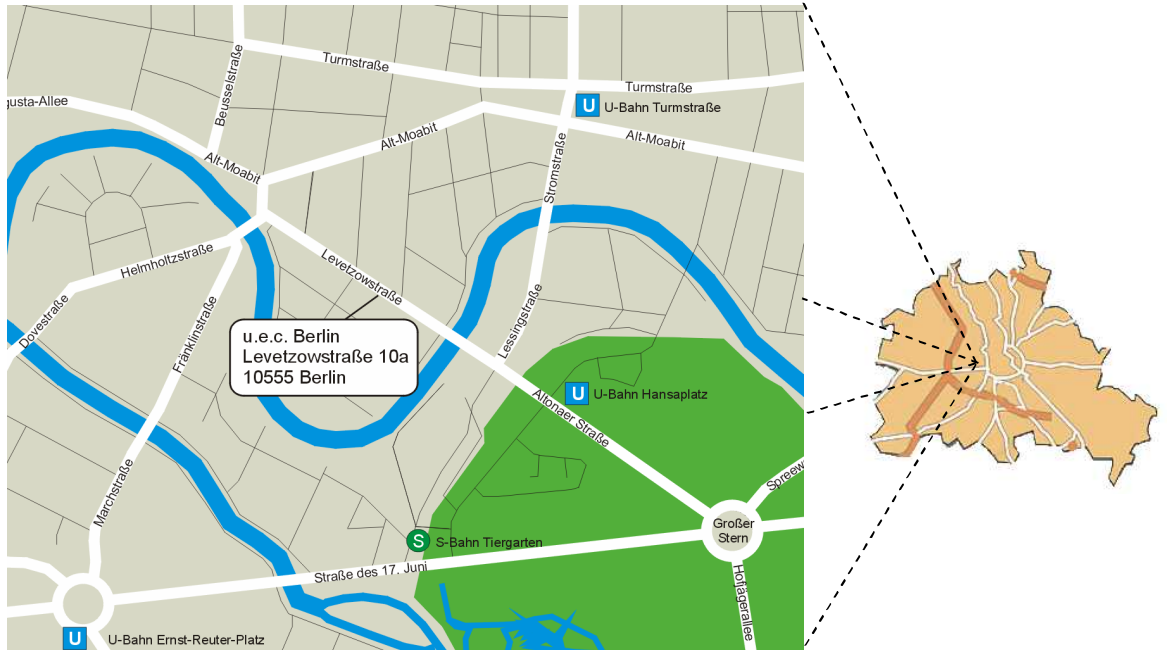 Turmstraße
Turmstraße
Beusselstraße
gusta-Allee
U
U-Bahn Turmstraße
Alt-Moabit
Alt-Moabit
Alt-Moabit
Stromstraße
Helmholtzstraße
Levetzowstraße
Dovestraße
Franklinstraße
Lessingstraße
u.e.c. Berlin
Levetzowstraße 10a
10555 Berlin
U
U-Bahn Hansaplatz
Altonaer Straße
Marchstraße
Spreew
Großer
Stern
S
S-Bahn Tiergarten
Straße des 17. Juni
Hofjägerallee
U
U-Bahn Ernst-Reuter-Platz